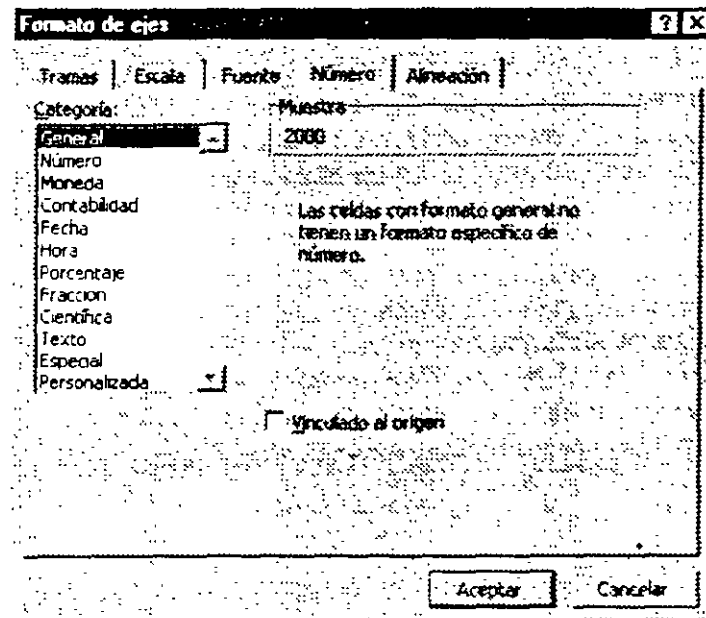 Formato de ejes
Tramas Escala Fuente Número Alineación
Categoría:
General
Número
Moneda
Contabilidad
Fecha
Hora
Porcentaje
Fraccion
Científica
Texto
Especial
Personalizada
Muestra
2000
Las celdas con formato general no
tienen un formato específico de
número.
Vinculado al origen
Aceptar Cancelar